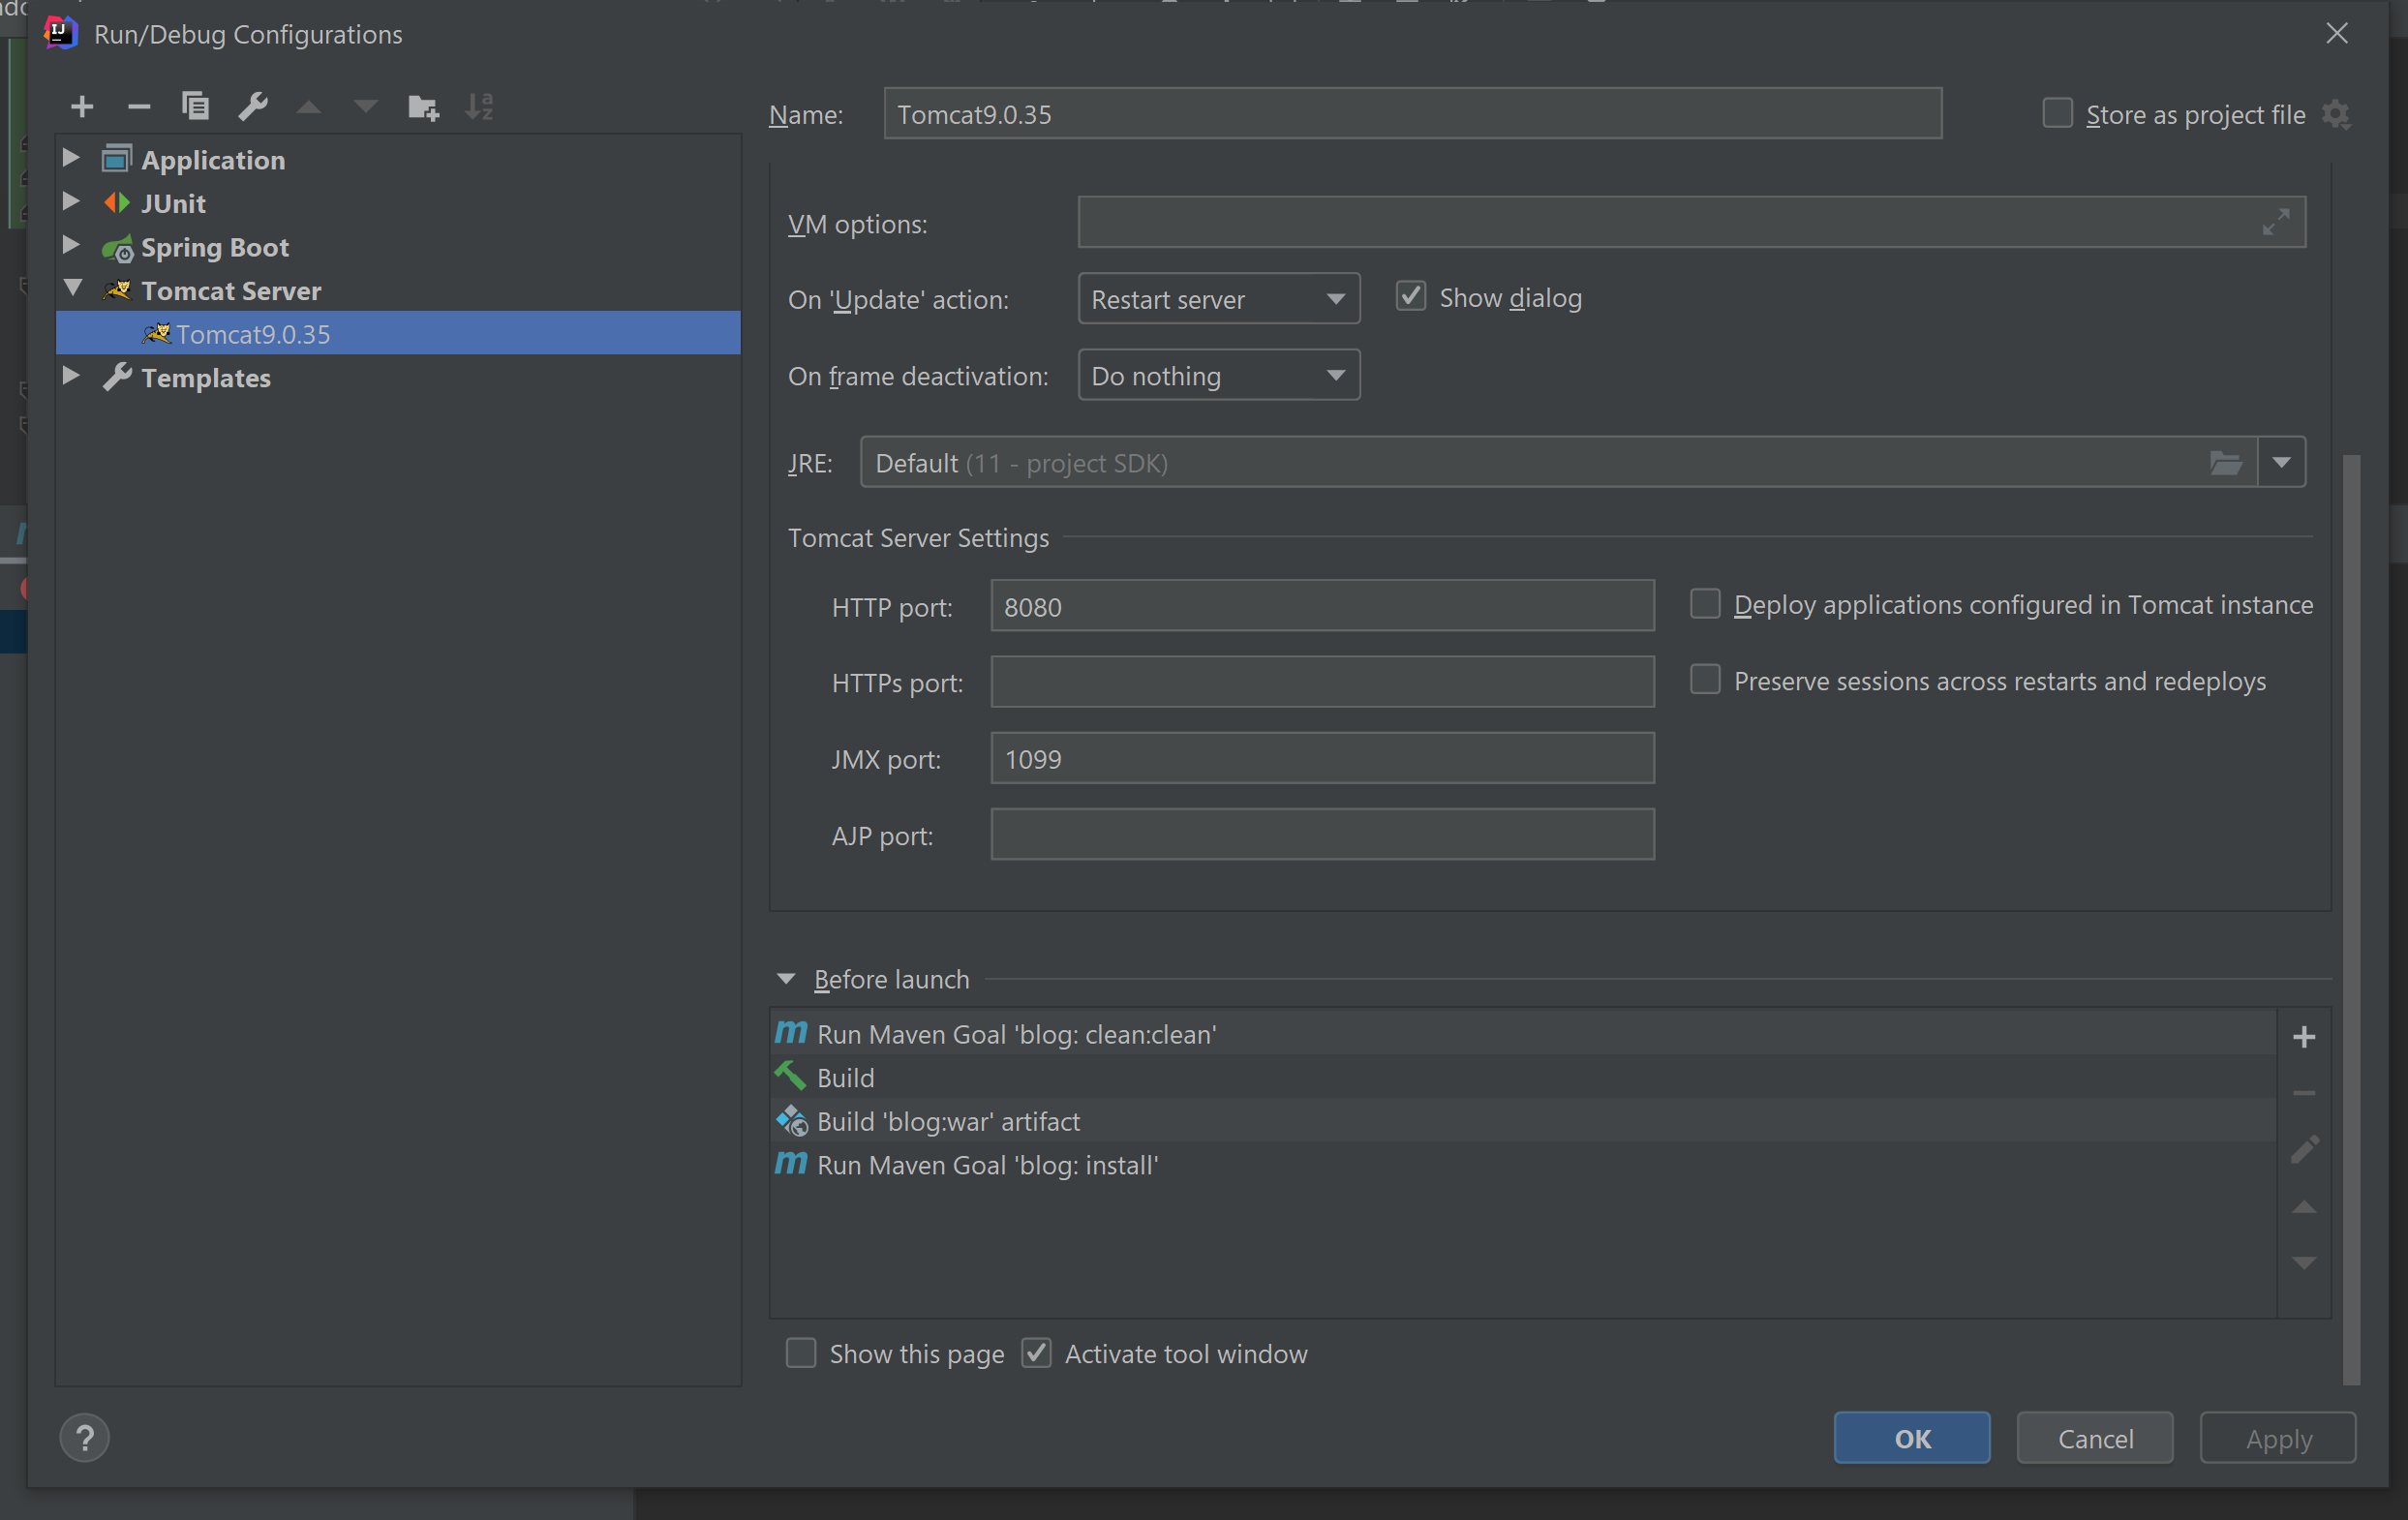 Run/Debug Configurations
Name: Tomcat9.0.35
Store as project file
Application
JUnit
Spring Boot
Tomcat Server
Tomcat9.0.35
Templates
VM options:
On 'Update' action: Restart server Show dialog
On frame deactivation: Do nothing
JRE: Default (11 - project SDK)
Tomcat Server Settings
HTTP port: 8080 Deploy applications configured in Tomcat instance
HTTPs port: Preserve sessions across restarts and redeploys
JMX port: 1099
AJP port:
Before launch
Run Maven Goal 'blog: clean:clean'
Build
Build 'blog:war' artifact
Run Maven Goal 'blog: install'
Show this page Activate tool window
? OK Cancel Apply